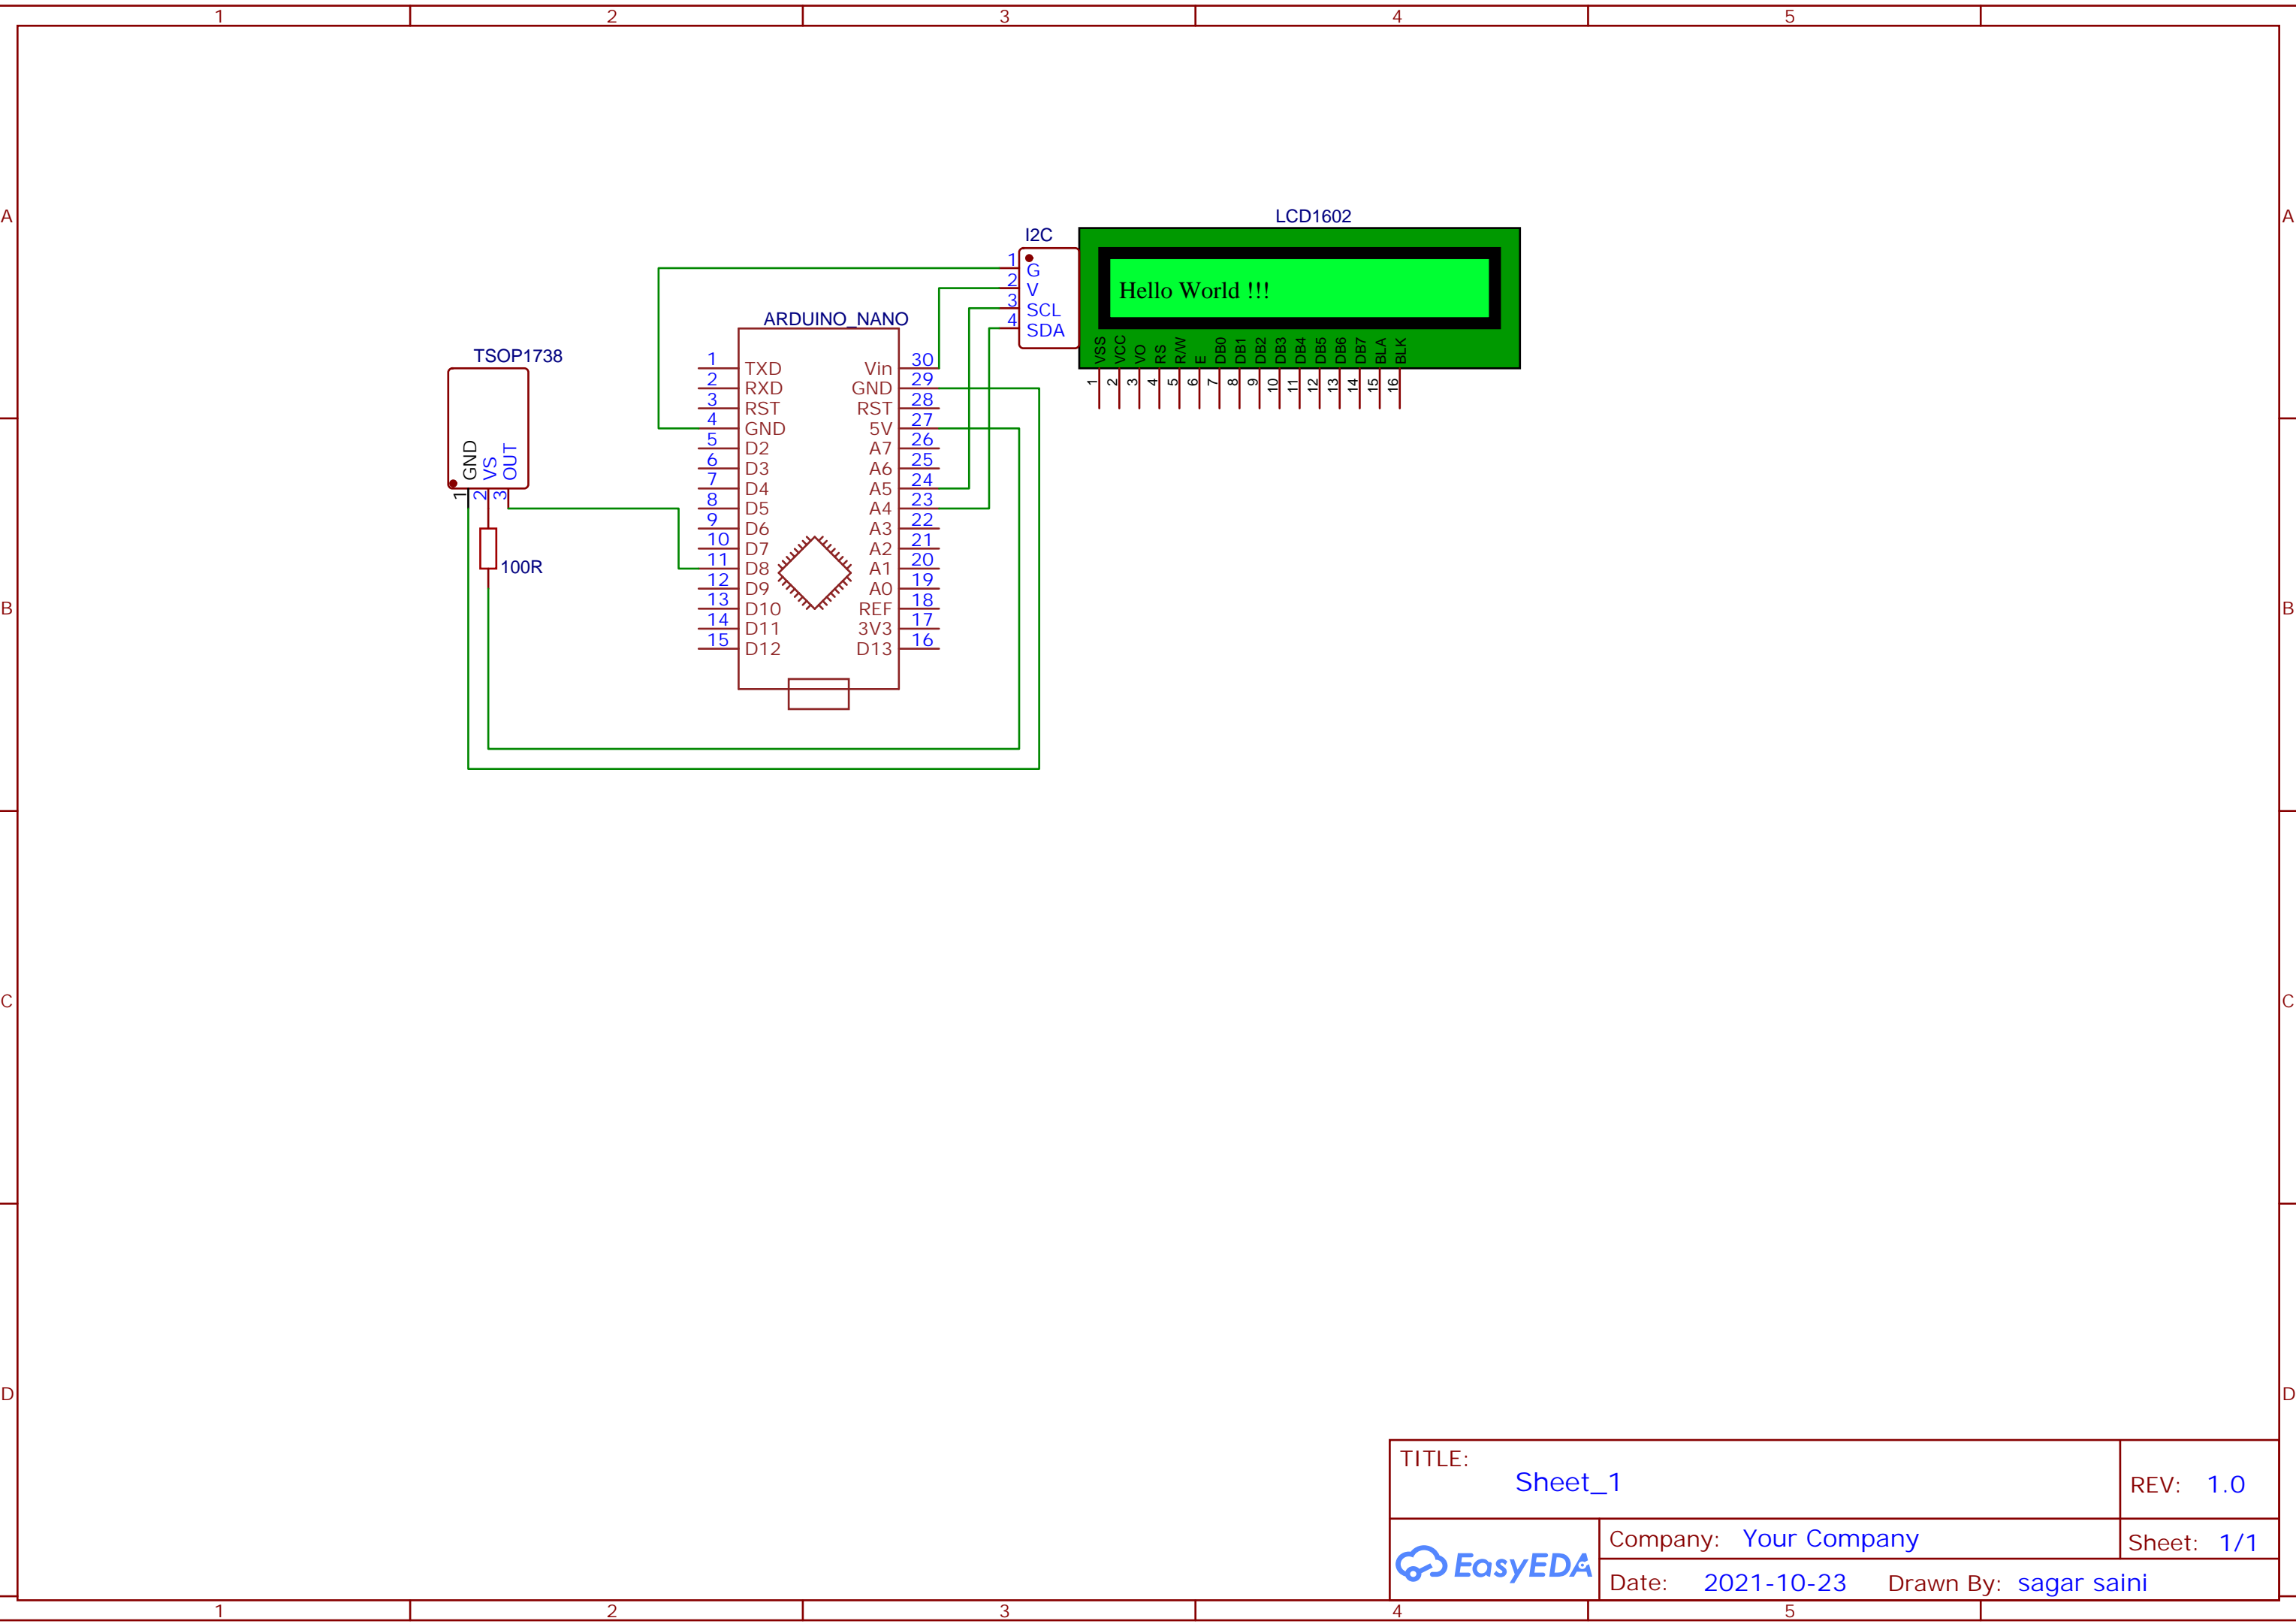 1 2 3 4 5
A A
LCD1602
I2C
1 G
2 V
3 SCL
4 SDA
Hello World !!!
VSS VCC VO RS R/W E DB0 DB1 DB2 DB3 DB4 DB5 DB6 DB7 BLA BLK
1 2 3 4 5 6 7 8 9 10 11 12 13 14 15 16
ARDUINO_NANO
1 TXD Vin 30
2 RXD GND 29
3 RST RST 28
4 GND 5V 27
5 D2 A7 26
6 D3 A6 25
7 D4 A5 24
8 D5 A4 23
9 D6 A3 22
10 D7 A2 21
11 D8 A1 20
12 D9 A0 19
13 D10 REF 18
14 D11 3V3 17
15 D12 D13 16
TSOP1738
GND VS OUT
1 2 3
100R
B B
C C
D D
TITLE:
Sheet_1
REV: 1.0
EasyEDA
Company: Your Company
Sheet: 1/1
Date: 2021-10-23 Drawn By: sagar saini
1 2 3 4 5